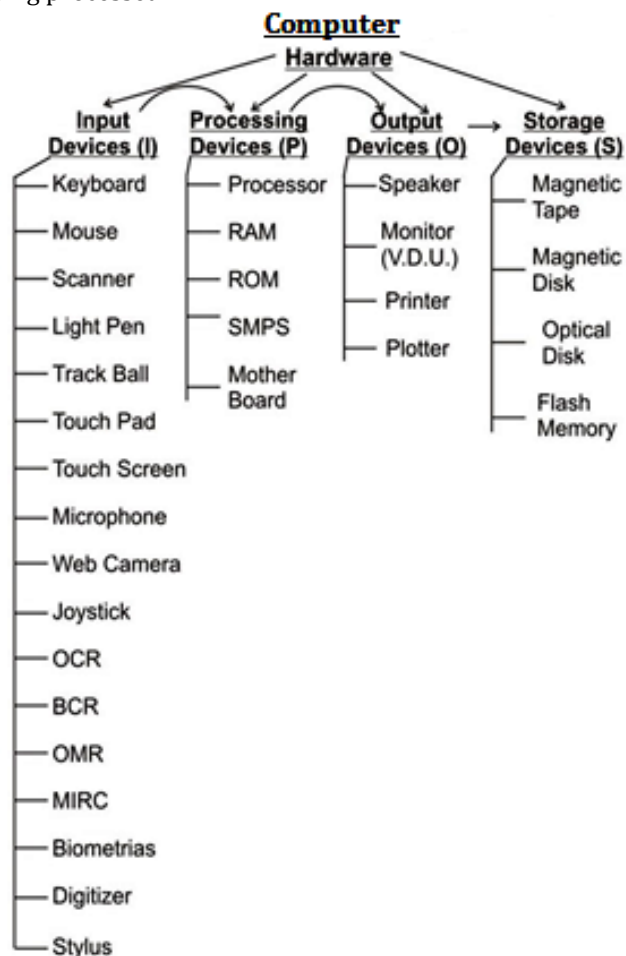 Computer
Hardware
Input
Devices (I)
Keyboard
Mouse
Scanner
Light Pen
Track Ball
Touch Pad
Touch Screen
Microphone
Web Camera
Joystick
OCR
BCR
OMR
MIRC
Biometrias
Digitizer
Stylus
Processing
Devices (P)
Processor
RAM
ROM
SMPS
Mother
Board
Output
Devices (O)
Speaker
Monitor
(V.D.U.)
Printer
Plotter
Storage
Devices (S)
Magnetic
Tape
Magnetic
Disk
Optical
Disk
Flash
Memory